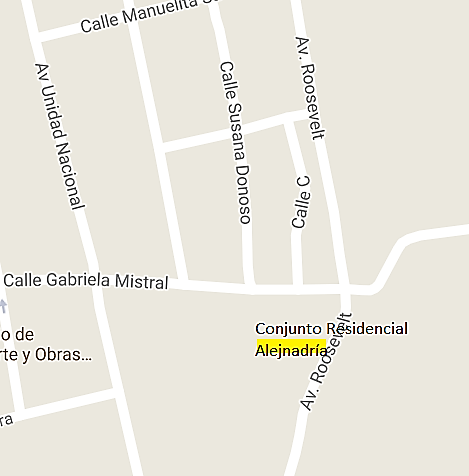 Calle Manuelita
Av Unidad Nacional
Calle Susana Donoso
Av. Roosevelt
Calle C
Calle Gabriela Mistral
o de
rte y Obras...
Conjunto Residencial
Alejnadría
Av. Roosevelt
ra